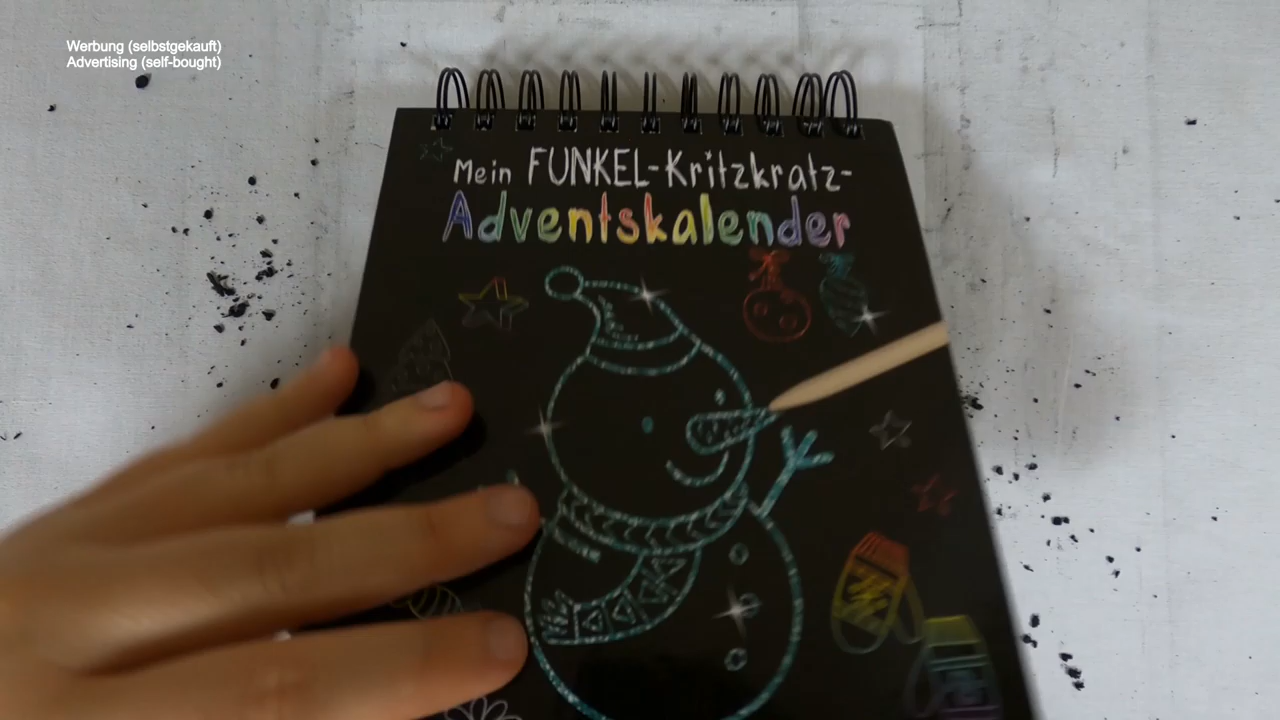 Werbung (selbstgekauft)
Advertising (self-bought)
Mein FUNKEL-Kritzkratz-
Adventskalender